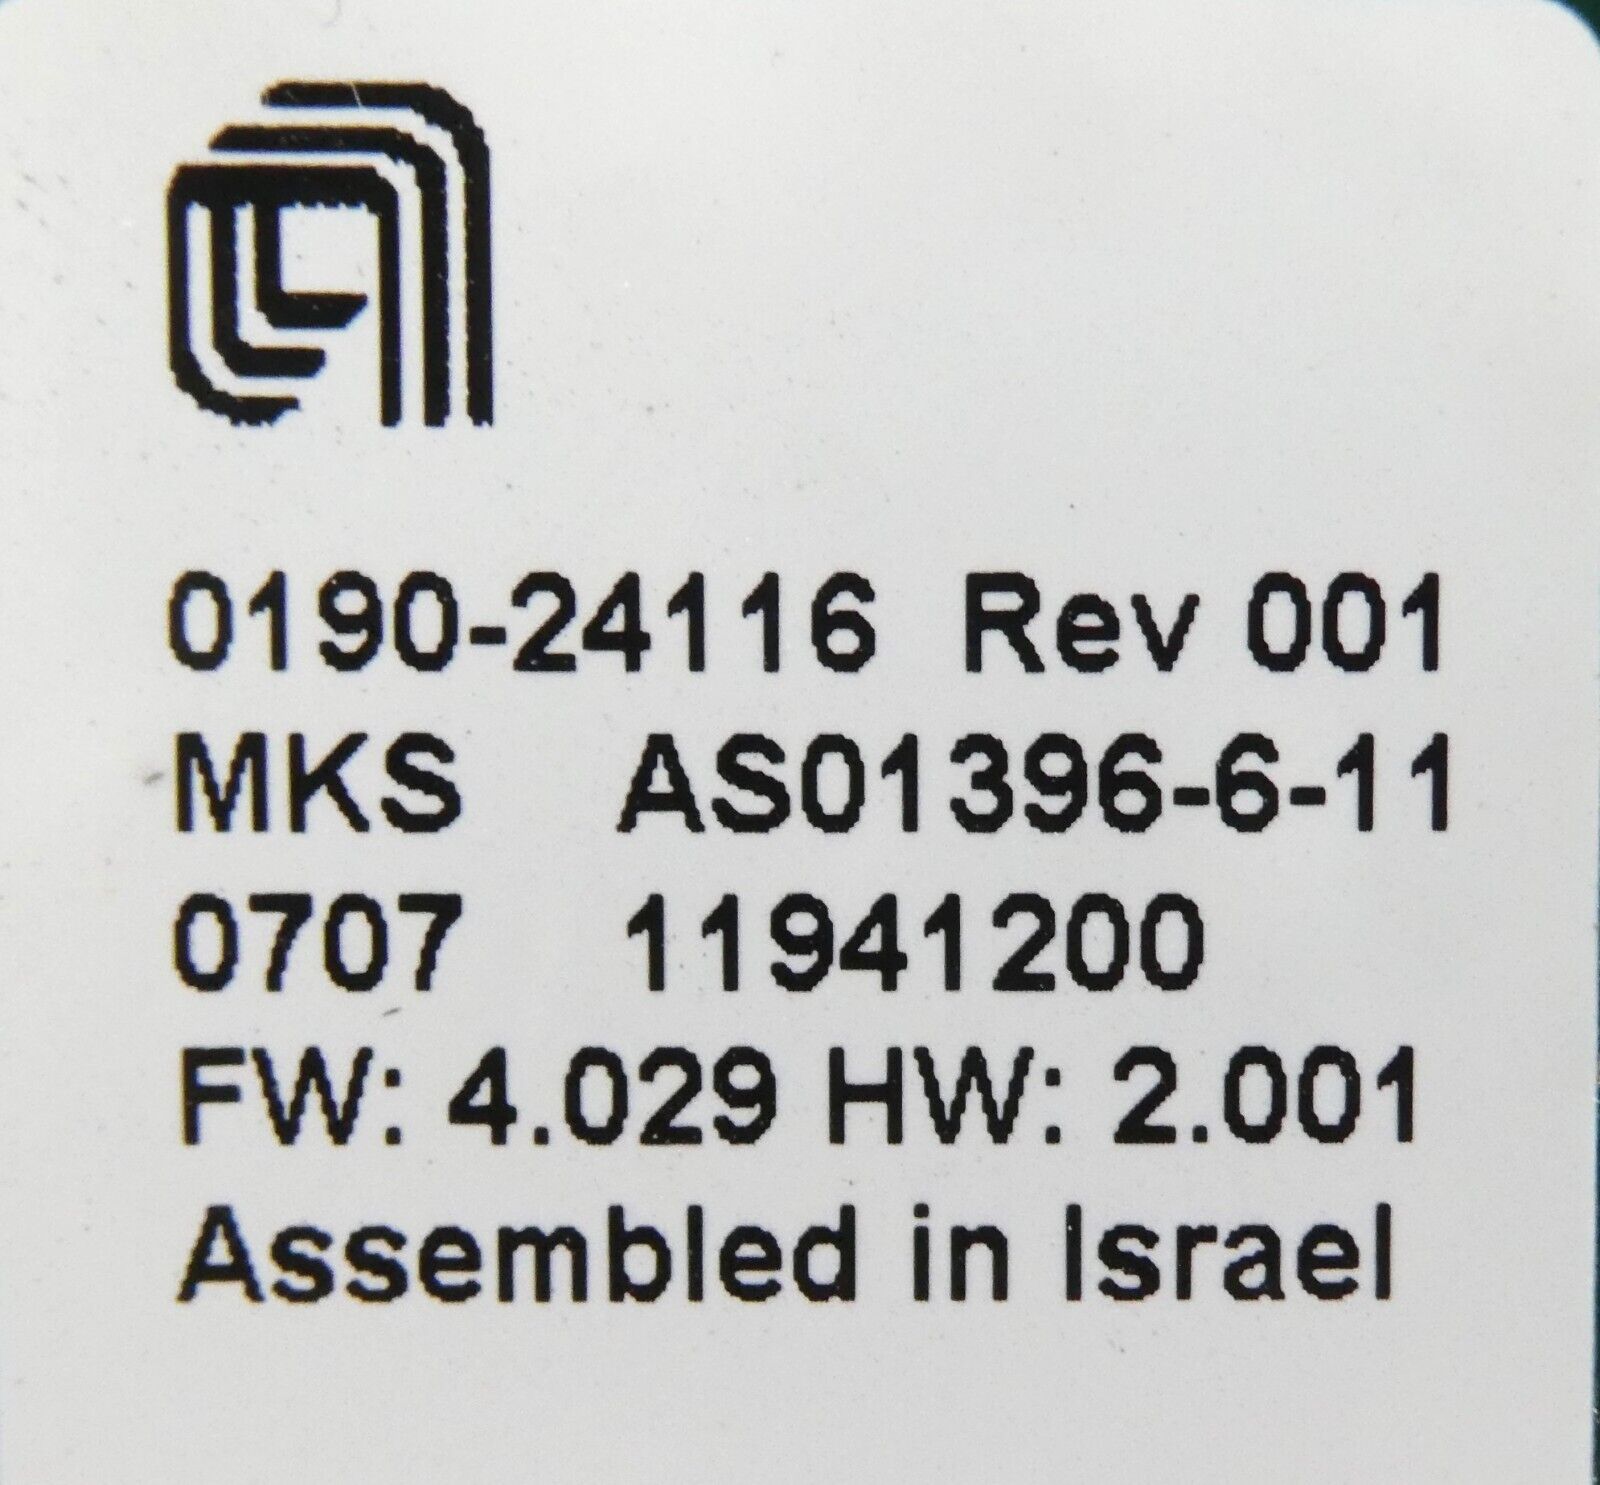 0190-24116 Rev 001
MKS AS01396-6-11
0707 11941200
FW: 4.029 HW: 2.001
Assembled in Israel